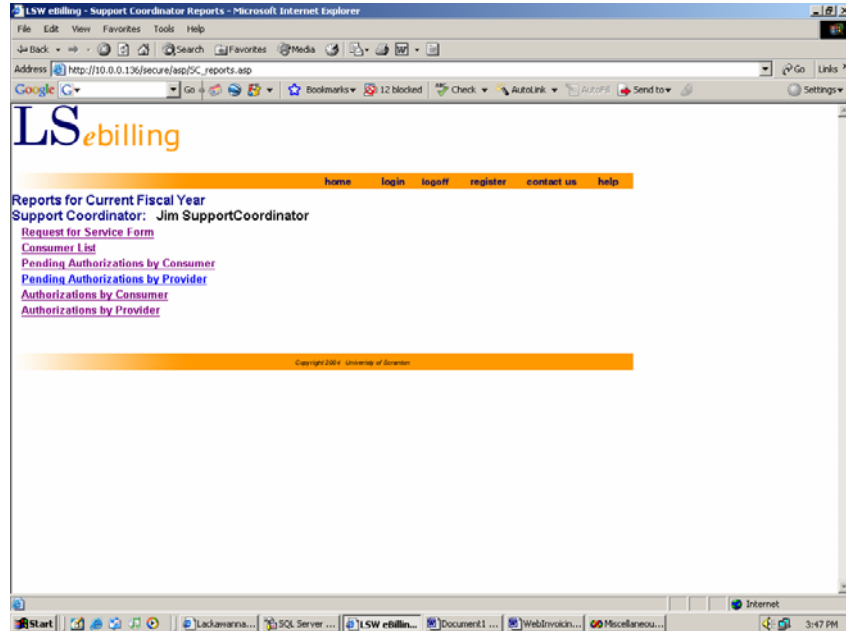 LSW eBilling - Support Coordinator Reports - Microsoft Internet Explorer
File Edit View Favorites Tools Help
Back Search Favorites Media
Address http://10.0.0.136/secure/asp/SC_reports.asp Go Links
Google G Go Bookmarks 12 blocked Check AutoLink AutoFill Send to Settings
LSebilling
home login logoff register contact us help
Reports for Current Fiscal Year
Support Coordinator: Jim SupportCoordinator
Request for Service Form
Consumer List
Pending Authorizations by Consumer
Pending Authorizations by Provider
Authorizations by Consumer
Authorizations by Provider
Copyright 2004 University of Scranton
Internet
Start Lackawanna... SQL Server ... LSW eBillin... Document1 ... WebInvoicin... Miscellaneou... 3:47 PM